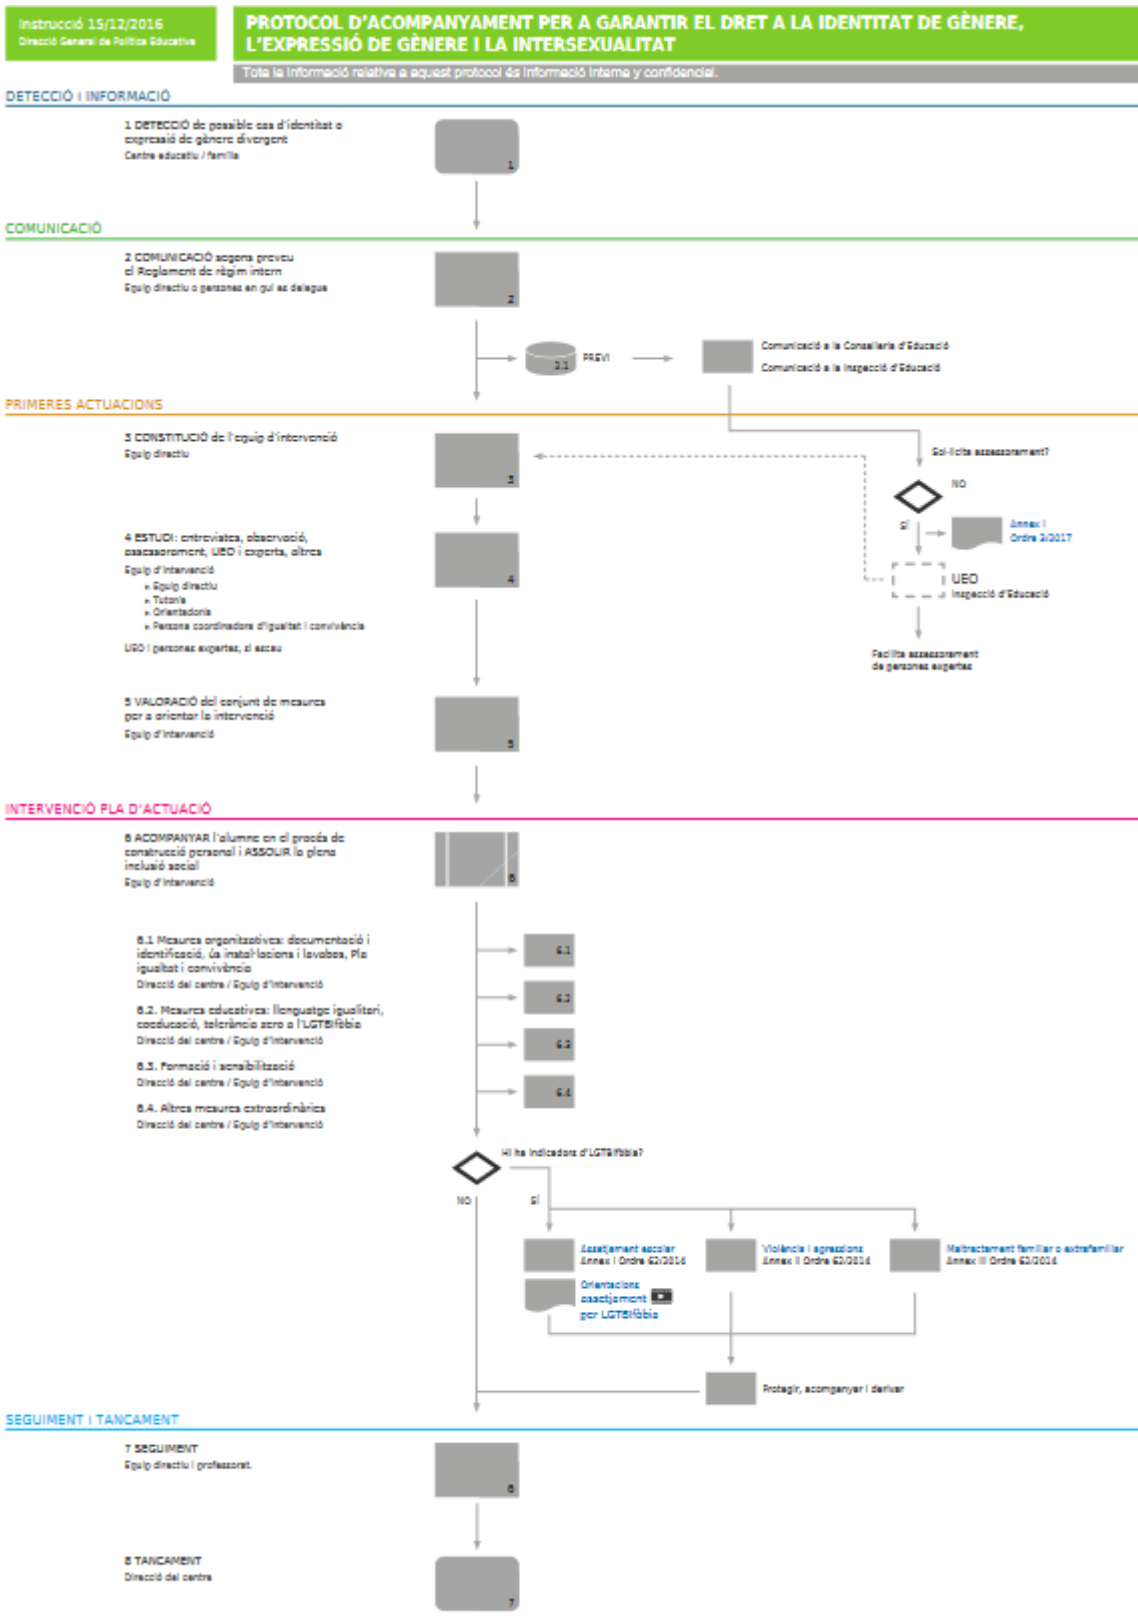 Instrucció 15/12/2016
Direcció General de Política Educativa
PROTOCOL D'ACOMPANYAMENT PER A GARANTIR EL DRET A LA IDENTITAT DE GÈNERE,
L'EXPRESSIÓ DE GÈNERE I LA INTERSEXUALITAT
Tota la informació relativa a aquest protocol és informació interna y confidencial.
DETECCIÓ I INFORMACIÓ
1 DETECCIÓ de possible cas d'identitat o
expressió de gènere divergent
Centre educatiu / família
1
COMUNICACIÓ
2 COMUNICACIÓ segons preveu
el Reglament de règim intern
Equip directiu o persones en qui es delegue
2
2.1
PREVI
Comunicació a la Conselleria d'Educació
Comunicació a la Inspecció d'Educació
PRIMERES ACTUACIONS
3 CONSTITUCIÓ de l'equip d'intervenció
Equip directiu
3
Sol·licita assessorament?
NO
SÍ
Annex I
Ordre 3/2017
4 ESTUDI: entrevistes, observació,
assessorament, UEO i experts, altres
Equip d'intervenció
▸ Equip directiu
▸ Tutor/a
▸ Orientador/a
▸ Persona coordinadora d'igualtat i convivència
UEO i persones expertes, si escau
4
UEO
Inspecció d'Educació
Facilita assessorament
de persones expertes
5 VALORACIÓ del conjunt de mesures
per a orientar la intervenció
Equip d'intervenció
5
INTERVENCIÓ PLA D'ACTUACIÓ
6 ACOMPANYAR l'alumne en el procés de
construcció personal i ASSOLIR la plena
inclusió social
Equip d'intervenció
6
6.1 Mesures organitzatives: documentació i
identificació, ús instal·lacions i lavabos, Pla
igualtat i convivència
Direcció del centre / Equip d'intervenció
6.1
6.2. Mesures educatives: llenguatge igualitari,
coeducació, tolerància zero a l'LGTBIfòbia
Direcció del centre / Equip d'intervenció
6.2
6.3. Formació i sensibilització
Direcció del centre / Equip d'intervenció
6.3
6.4. Altres mesures extraordinàries
Direcció del centre / Equip d'intervenció
6.4
Hi ha indicadors d'LGTBIfòbia?
NO
SÍ
Assetjament escolar
Annex I Ordre 62/2014
Violència i agressions
Annex II Ordre 62/2014
Maltractament familiar o extrafamiliar
Annex III Ordre 62/2014
Orientacions
assetjament
per LGTBIfòbia
Protegir, acompanyar i derivar
SEGUIMENT I TANCAMENT
7 SEGUIMENT
Equip directiu i professorat.
6
8 TANCAMENT
Direcció del centre
7